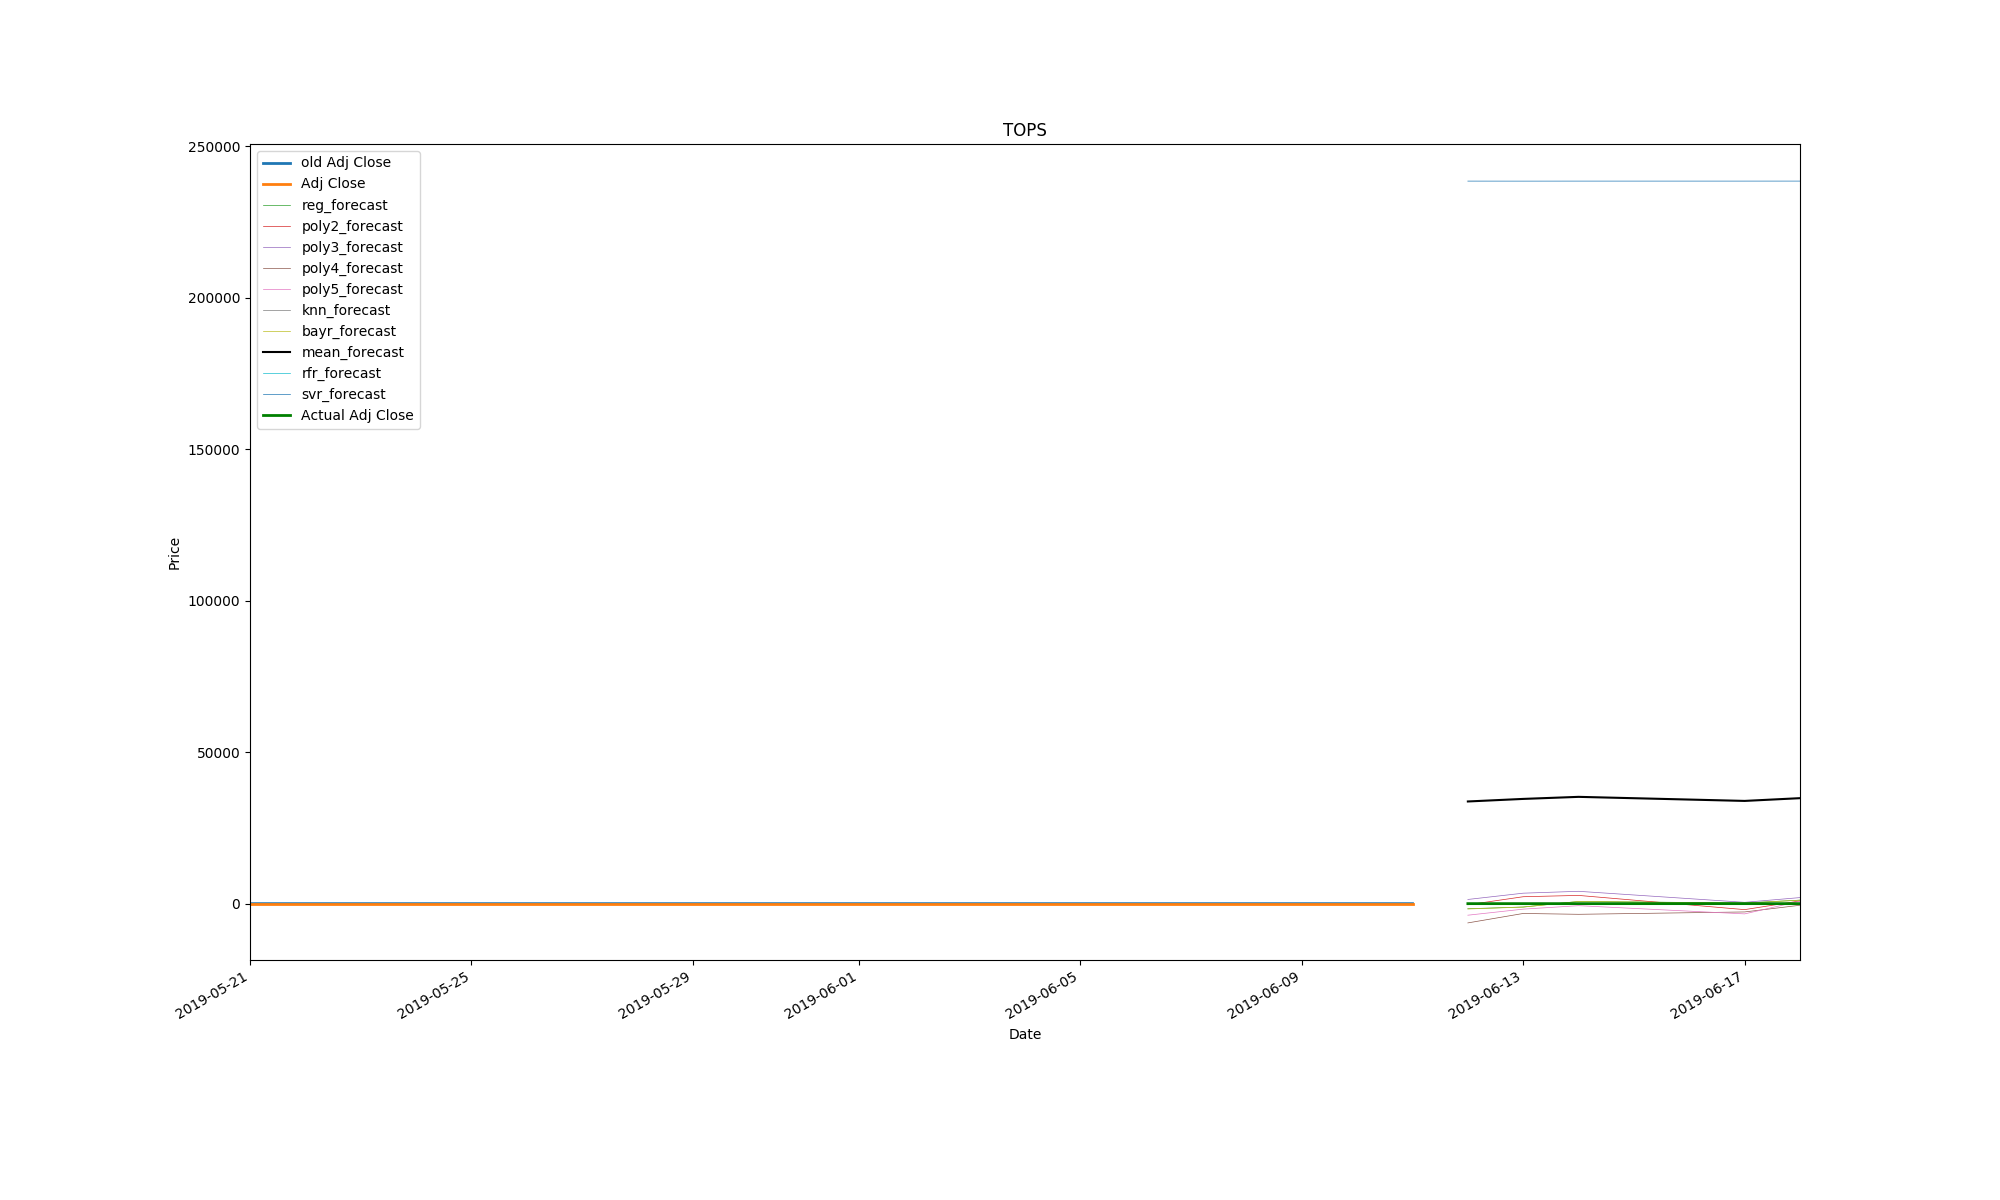 TOPS
250000
200000
150000
100000
50000
0
Price
old Adj Close
Adj Close
reg_forecast
poly2_forecast
poly3_forecast
poly4_forecast
poly5_forecast
knn_forecast
bayr_forecast
mean_forecast
rfr_forecast
svr_forecast
Actual Adj Close
2019-05-21
2019-05-25
2019-05-29
2019-06-01
2019-06-05
2019-06-09
2019-06-13
2019-06-17
Date